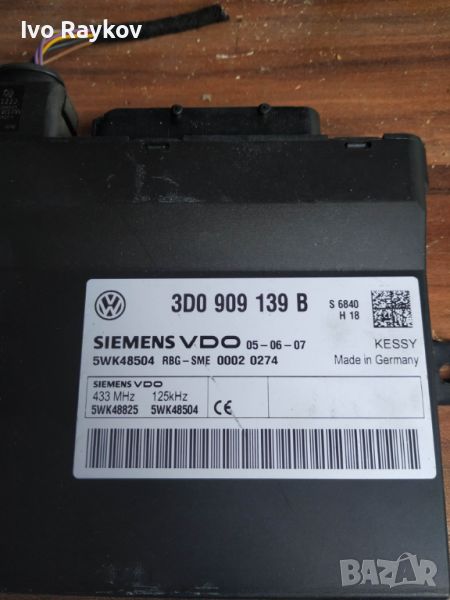 Ivo Raykov
3D0 909 139 B
S 6840
H 18
SIEMENS VDO 05-06-07
KESSY
5WK48504 RBG-SME 0002 0274
Made in Germany
SIEMENS VDO
433 MHz 125kHz
5WK48825 5WK48504
CE
bazar